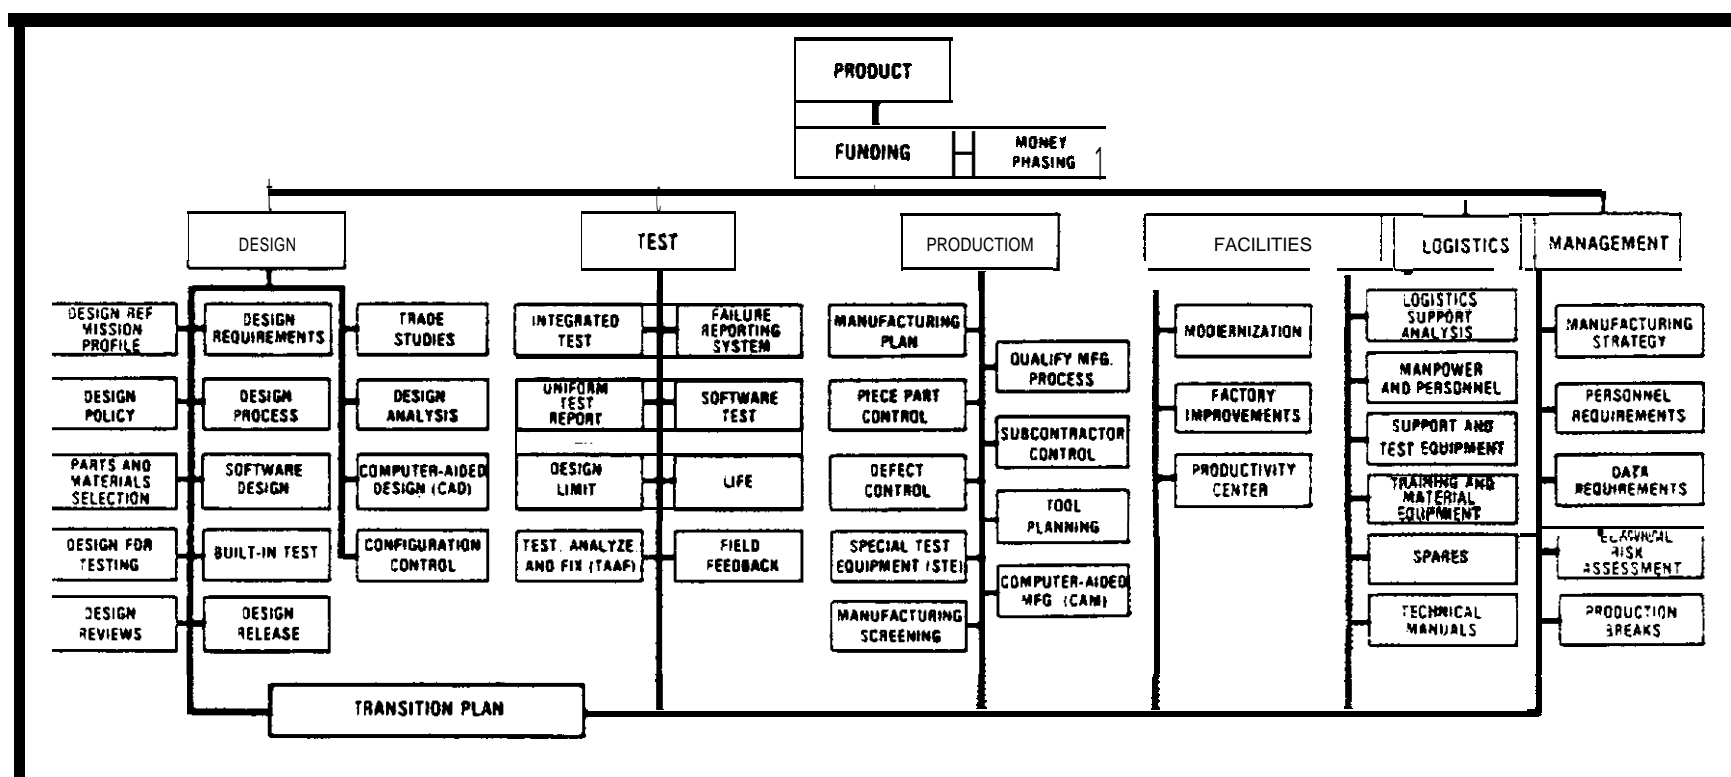 PRODUCT
FUNDING
MONEY
PHASING
DESIGN
TEST
PRODUCTIOM
FACILITIES
LOGISTICS
MANAGEMENT
DESIGN REF
MISSION
PROFILE
DESIGN
POLICY
PARTS AND
MATERIALS
SELECTION
DESIGN FOR
TESTING
DESIGN
REVIEWS
DESIGN
REQUIREMENTS
DESIGN
PROCESS
SOFTWARE
DESIGN
BUILT-IN TEST
DESIGN
RELEASE
TRADE
STUDIES
DESIGN
ANALYSIS
COMPUTER-AIDED
DESIGN (CAD)
CONFIGURATION
CONTROL
INTEGRATED
TEST
UNIFORM
TEST
REPORT
DESIGN
LIMIT
TEST, ANALYZE
AND FIX (TAAF)
FAILURE
REPORTING
SYSTEM
SOFTWARE
TEST
LIFE
FIELD
FEEDBACK
MANUFACTURING
PLAN
PIECE PART
CONTROL
DEFECT
CONTROL
SPECIAL TEST
EQUIPMENT (STE)
MANUFACTURING
SCREENING
QUALIFY MFG.
PROCESS
SUBCONTRACTOR
CONTROL
TOOL
PLANNING
COMPUTER-AIDED
MFG (CAM)
MODIERNIZATION
FACTORY
IMPROVEMENTS
PRODUCTIVITY
CENTER
LOGISTICS
SUPPORT
ANALYSIS
MANPOWER
AND PERSONNEL
SUPPORT AND
TEST EQUIPMENT
TRAINING AND
MATERIAL
EQUIPMENT
SPARES
TECHNICAL
MANUALS
MANUFACTURING
STRATEGY
PERSONNEL
REQUIREMENTS
DATA
REQUIREMENTS
RISK
ASSESSMENT
PRODUCTION
BREAKS
TRANSITION PLAN